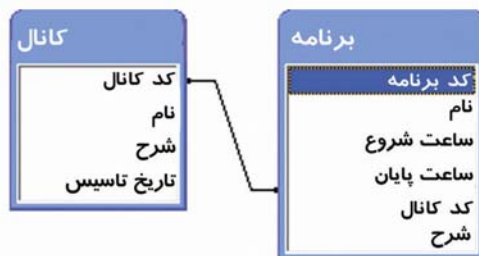 برنامه
کد برنامه
نام
ساعت شروع
ساعت پایان
کد کانال
شرح
کانال
کد کانال
نام
شرح
تاریخ تاسیس